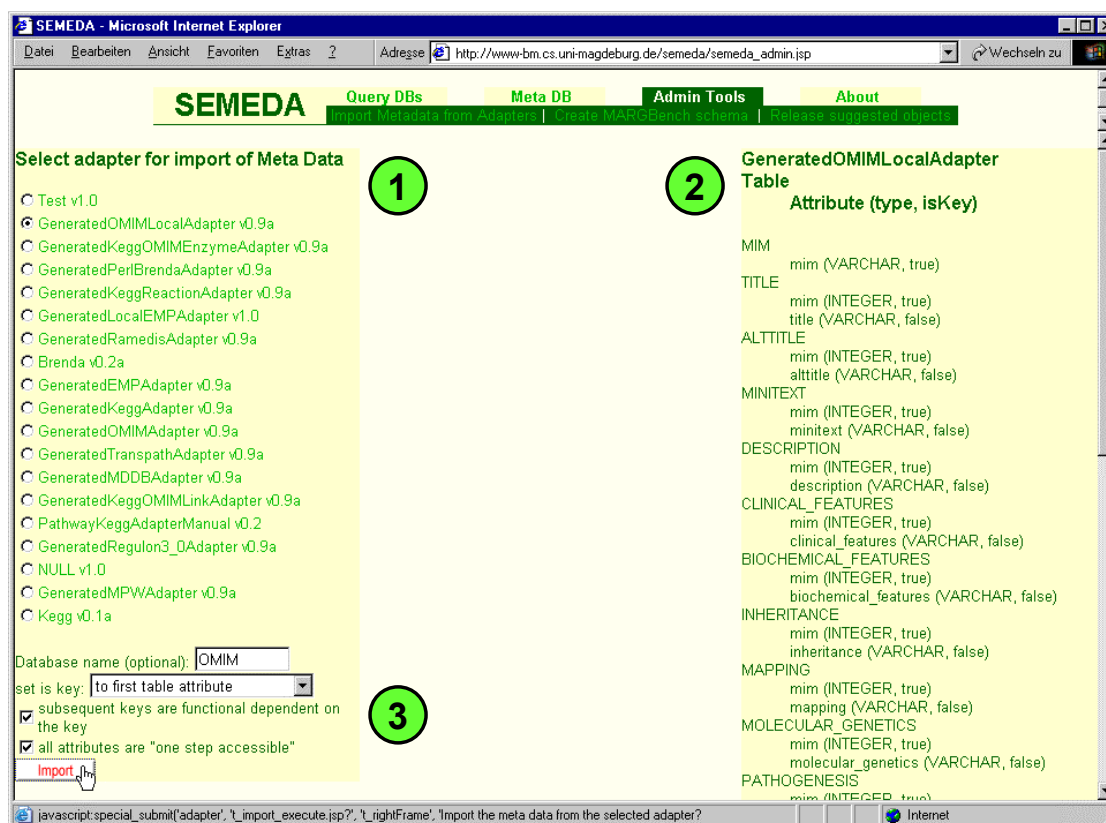 SEMEDA - Microsoft Internet Explorer
Datei Bearbeiten Ansicht Favoriten Extras ? Adresse http://www-bm.cs.uni-magdeburg.de/semeda/semeda_admin.jsp Wechseln zu
SEMEDA
Query DBs Meta DB Admin Tools About
Import Metadata from Adapters | Create MARGBench schema | Release suggested objects
Select adapter for import of Meta Data
Test v1.0
GeneratedOMIMLocalAdapter v0.9a
GeneratedKeggOMIMEnzymeAdapter v0.9a
GeneratedPerlBrendaAdapter v0.9a
GeneratedKeggReactionAdapter v0.9a
GeneratedLocalEMPAdapter v1.0
GeneratedRamedisAdapter v0.9a
Brenda v0.2a
GeneratedEMPAdapter v0.9a
GeneratedKeggAdapter v0.9a
GeneratedOMIMAdapter v0.9a
GeneratedTranspathAdapter v0.9a
GeneratedMDDBAdapter v0.9a
GeneratedKeggOMIMLinkAdapter v0.9a
PathwayKeggAdapterManual v0.2
GeneratedRegulon3_0Adapter v0.9a
NULL v1.0
GeneratedMPWAdapter v0.9a
Kegg v0.1a
Database name (optional): OMIM
set is key: to first table attribute
subsequent keys are functional dependent on
the key
all attributes are "one step accessible"
Import
1
2
3
GeneratedOMIMLocalAdapter
Table
Attribute (type, isKey)
MIM
mim (VARCHAR, true)
TITLE
mim (INTEGER, true)
title (VARCHAR, false)
ALTTITLE
mim (INTEGER, true)
alttitle (VARCHAR, false)
MINITEXT
mim (INTEGER, true)
minitext (VARCHAR, false)
DESCRIPTION
mim (INTEGER, true)
description (VARCHAR, false)
CLINICAL_FEATURES
mim (INTEGER, true)
clinical_features (VARCHAR, false)
BIOCHEMICAL_FEATURES
mim (INTEGER, true)
biochemical_features (VARCHAR, false)
INHERITANCE
mim (INTEGER, true)
inheritance (VARCHAR, false)
MAPPING
mim (INTEGER, true)
mapping (VARCHAR, false)
MOLECULAR_GENETICS
mim (INTEGER, true)
molecular_genetics (VARCHAR, false)
PATHOGENESIS
mim (INTEGER, true)
javascript:special_submit('adapter', 't_import_execute.jsp?', 't_rightFrame', 'Import the meta data from the selected adapter? Internet